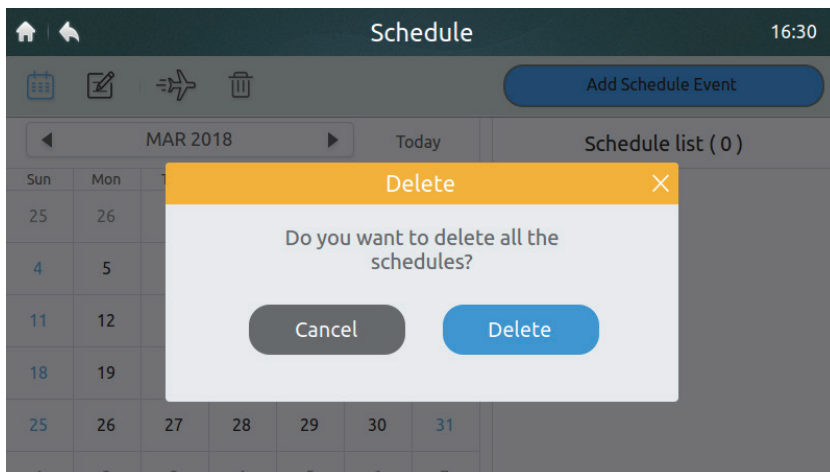 Schedule
16:30
Add Schedule Event
MAR 2018
Today
Schedule list ( 0 )
Sun Mon
Delete
25 26
Do you want to delete all the
schedules?
4 5
11 12
Cancel Delete
18 19
25 26 27 28 29 30 31